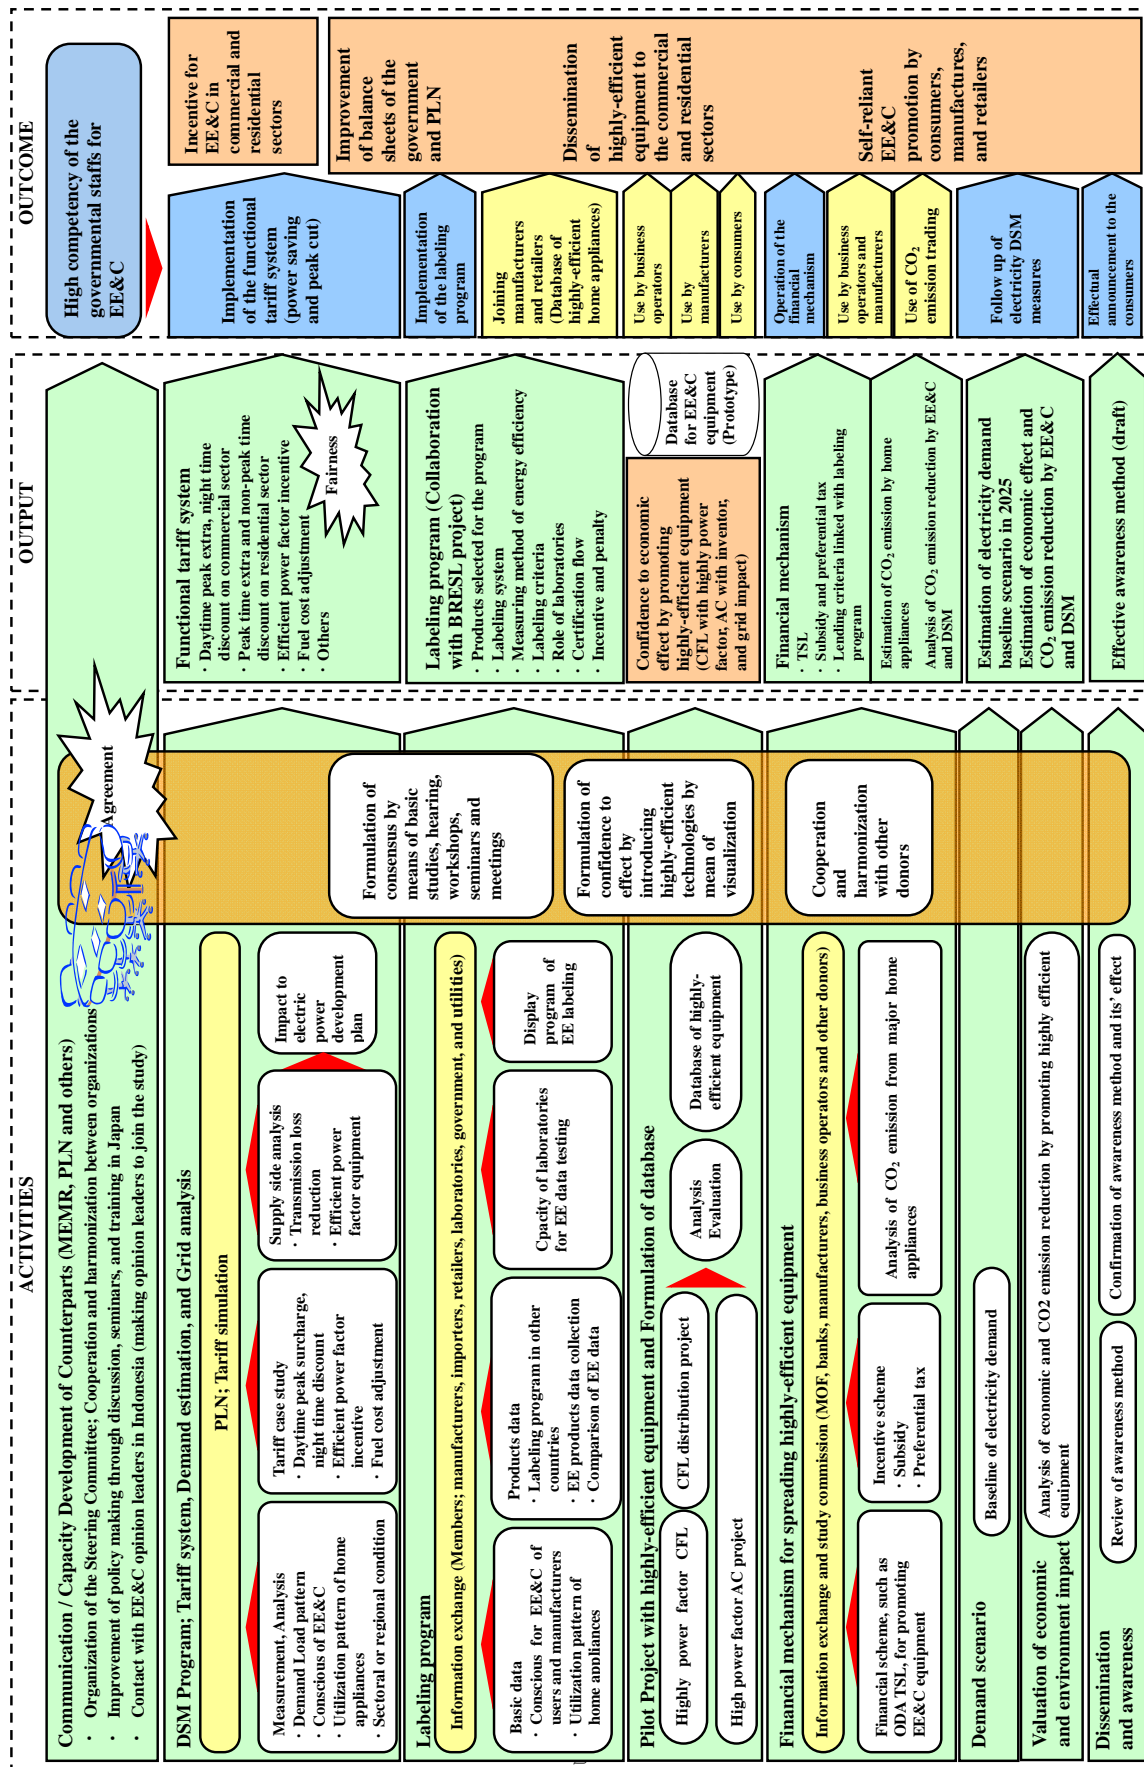 ACTIVITIES
Communication / Capacity Development of Counterparts (MEMR, PLN and others)
・ Organization of the Steering Committee; Cooperation and harmonization between organizations
・ Improvement of policy making through discussion, seminars, and training in Japan
・ Contact with EE&C opinion leaders in Indonesia (making opinion leaders to join the study)
Agreement
DSM Program; Tariff system, Demand estimation, and Grid analysis
PLN; Tariff simulation
Measurement, Analysis
・ Demand Load pattern
・ Conscious of EE&C
・ Utilization pattern of home
appliances
・ Sectoral or regional condition
Tariff case study
・ Daytime peak surcharge,
night time discount
・ Efficient power factor
incentive
・ Fuel cost adjustment
Supply side analysis
・ Transmission loss
reduction
・ Efficient power
factor equipment
Impact to
electric
power
development
plan
Labeling program
Information exchange (Members; manufacturers, importers, retailers, laboratories, government, and utilities)
Basic data
・ Conscious for EE&C of
users and manufacturers
・ Utilization pattern of
home appliances
Products data
・ Labeling program in other
countries
・ EE products data collection
・ Comparison of EE data
Cpacity of laboratories
for EE data testing
Display
program of
EE labeling
Pilot Project with highly-efficient equipment and Formulation of database
Highly power factor CFL
CFL distribution project
High power factor AC project
Analysis
Evaluation
Database of highly-
efficient equipment
Financial mechanism for spreading highly-efficient equipment
Information exchange and study commission (MOF, banks, manufacturers, business operators and other donors)
Financial scheme, such as
ODA TSL, for promoting
EE&C equipment
Incentive scheme
・ Subsidy
・ Preferential tax
Analysis of CO2 emission from major home
appliances
Demand scenario
Baseline of electricity demand
Valuation of economic
and environment impact
Analysis of economic and CO2 emission reduction by promoting highly efficient
equipment
Dissemination
and awareness
Review of awareness method
Confirmation of awareness method and its' effect
Formulation of
consensus by
means of basic
studies, hearing,
workshops,
seminars and
meetings
Formulation of
confidence to
effect by
introducing
highly-efficient
technologies by
mean of
visualization
Cooperation
and
harmonization
with other
donors
OUTPUT
Functional tariff system
・ Daytime peak extra, night time
discount on commercial sector
・ Peak time extra and non-peak time
discount on residential sector
・ Efficient power factor incentive
・ Fuel cost adjustment
・ Others
Fairness
Labeling program (Collaboration
with BRESL project)
・ Products selected for the program
・ Labeling system
・ Measuring method of energy efficiency
・ Labeling criteria
・ Role of laboratories
・ Certification flow
・ Incentive and penalty
Confidence to economic
effect by promoting
highly-efficient equipment
(CFL with highly power
factor, AC with inventor,
and grid impact)
Database
for EE&C
equipment
(Prototype)
Financial mechanism
・ TSL
・ Subsidy and preferential tax
・ Lending criteria linked with labeling
program
Estimation of CO2 emission by home
appliances
Analysis of CO2 emission reduction by EE&C
and DSM
Estimation of electricity demand
baseline scenario in 2025
Estimation of economic effect and
CO2 emission reduction by EE&C
and DSM
Effective awareness method (draft)
OUTCOME
High competency of the
governmental staffs for
EE&C
Implementation
of the functional
tariff system
(power saving
and peak cut)
Implementation
of the labeling
program
Joining
manufacturers
and retailers
(Database of
highly-efficient
home appliances)
Use by business
operators
Use by
manufacturers
Use by consumers
Operation of the
financial
mechanism
Use by business
operators and
manufacturers
Use of CO2
emission trading
Follow up of
electricity DSM
measures
Effectual
announcement to the
consumers
Incentive for
EE&C in
commercial and
residential
sectors
Improvement
of balance
sheets of the
government
and PLN
Dissemination
of
highly-efficient
equipment to
the commercial
and residential
sectors
Self-reliant
EE&C
promotion by
consumers,
manufactures,
and retailers